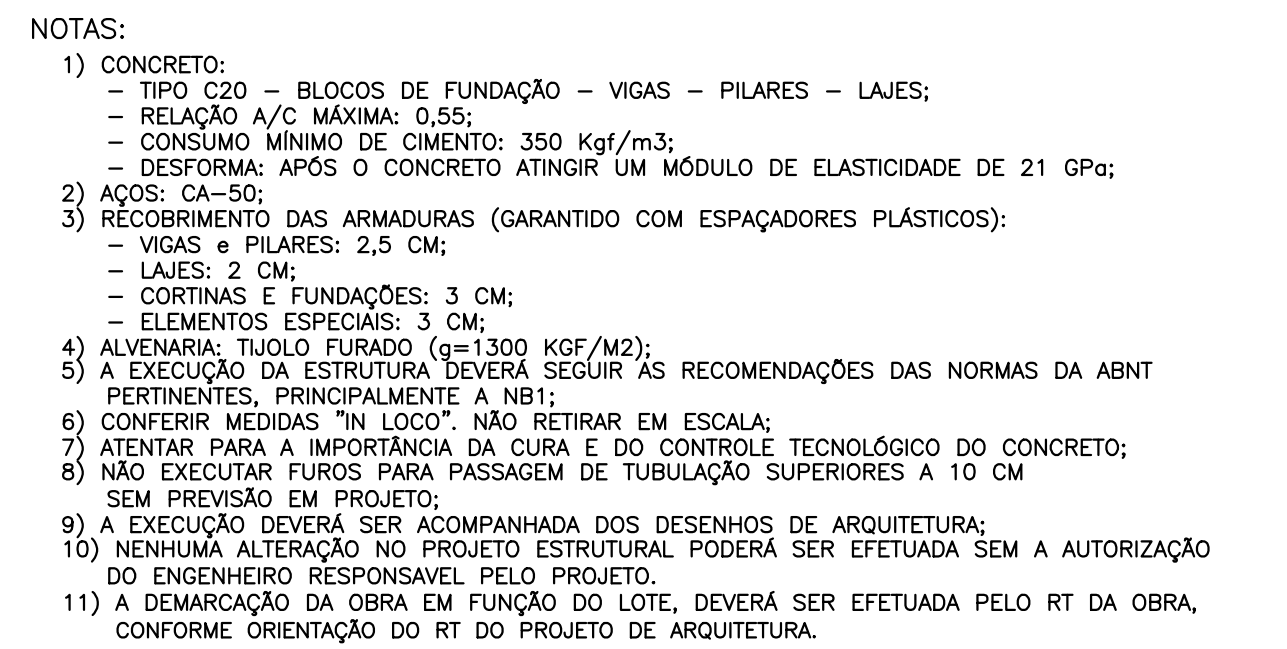 NOTAS:
1) CONCRETO:
– TIPO C20 – BLOCOS DE FUNDAÇÃO – VIGAS – PILARES – LAJES;
– RELAÇÃO A/C MÁXIMA: 0,55;
– CONSUMO MÍNIMO DE CIMENTO: 350 Kgf/m3;
– DESFORMA: APÓS O CONCRETO ATINGIR UM MÓDULO DE ELASTICIDADE DE 21 GPa;
2) AÇOS: CA–50;
3) RECOBRIMENTO DAS ARMADURAS (GARANTIDO COM ESPAÇADORES PLÁSTICOS):
– VIGAS e PILARES: 2,5 CM;
– LAJES: 2 CM;
– CORTINAS E FUNDAÇÕES: 3 CM;
– ELEMENTOS ESPECIAIS: 3 CM;
4) ALVENARIA: TIJOLO FURADO (g=1300 KGF/M2);
5) A EXECUÇÃO DA ESTRUTURA DEVERÁ SEGUIR AS RECOMENDAÇÕES DAS NORMAS DA ABNT
PERTINENTES, PRINCIPALMENTE A NB1;
6) CONFERIR MEDIDAS "IN LOCO". NÃO RETIRAR EM ESCALA;
7) ATENTAR PARA A IMPORTÂNCIA DA CURA E DO CONTROLE TECNOLÓGICO DO CONCRETO;
8) NÃO EXECUTAR FUROS PARA PASSAGEM DE TUBULAÇÃO SUPERIORES A 10 CM
SEM PREVISÃO EM PROJETO;
9) A EXECUÇÃO DEVERÁ SER ACOMPANHADA DOS DESENHOS DE ARQUITETURA;
10) NENHUMA ALTERAÇÃO NO PROJETO ESTRUTURAL PODERÁ SER EFETUADA SEM A AUTORIZAÇÃO
DO ENGENHEIRO RESPONSAVEL PELO PROJETO.
11) A DEMARCAÇÃO DA OBRA EM FUNÇÃO DO LOTE, DEVERÁ SER EFETUADA PELO RT DA OBRA,
CONFORME ORIENTAÇÃO DO RT DO PROJETO DE ARQUITETURA.